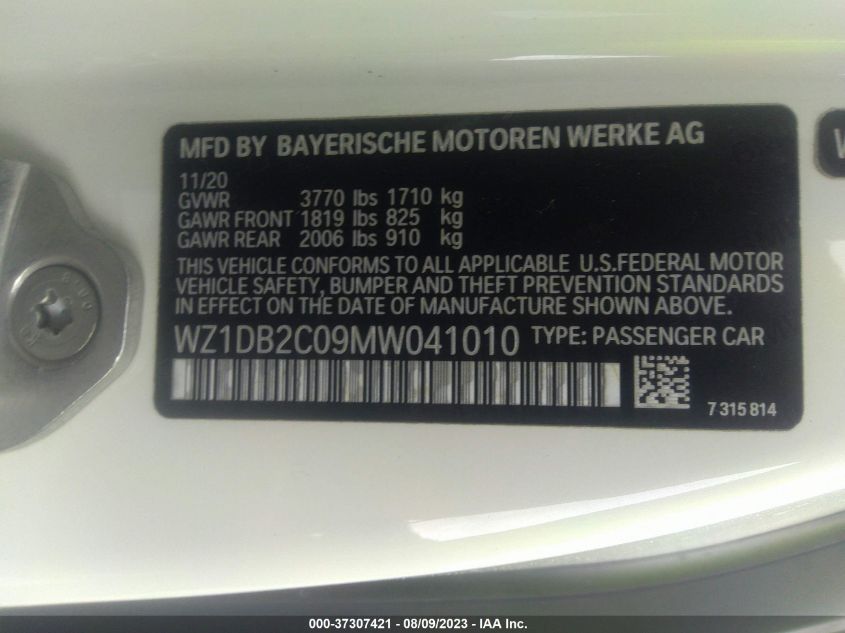 MFD BY BAYERISCHE MOTOREN WERKE AG
11/20
GVWR 3770 lbs 1710 kg
GAWR FRONT 1819 lbs 825 kg
GAWR REAR 2006 lbs 910 kg
THIS VEHICLE CONFORMS TO ALL APPLICABLE U.S.FEDERAL MOTOR
VEHICLE SAFETY, BUMPER AND THEFT PREVENTION STANDARDS
IN EFFECT ON THE DATE OF MANUFACTURE SHOWN ABOVE.
WZ1DB2C09MW041010 TYPE: PASSENGER CAR
7 315 814
000-37307421 - 08/09/2023 - IAA Inc.